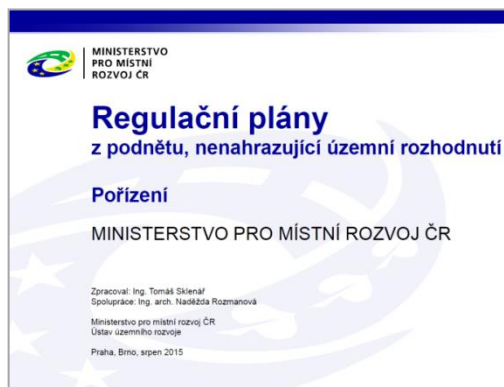 MINISTERSTVO
PRO MÍSTNÍ
ROZVOJ ČR
Regulační plány
z podnětu, nenahrazující územní rozhodnutí
Pořízení
MINISTERSTVO PRO MÍSTNÍ ROZVOJ ČR
Zpracoval: Ing. Tomáš Sklenář
Spolupráce: Ing. arch. Naděžda Rozmanová
Ministerstvo pro místní rozvoj ČR
Ústav územního rozvoje
Praha, Brno, srpen 2015